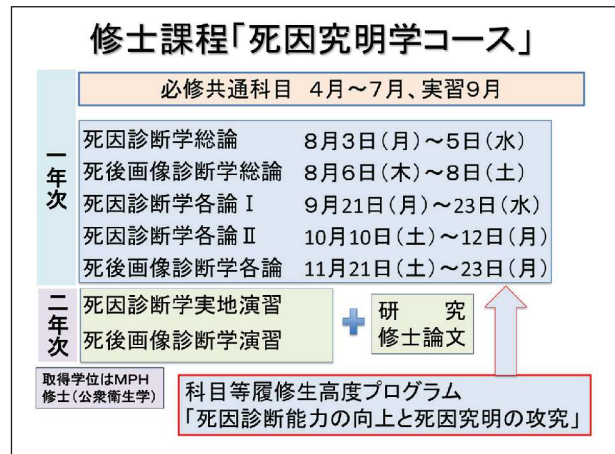 修士課程「死因究明学コース」
必修共通科目 4月～7月、実習9月
一年次
死因診断学総論 8月3日(月)～5日(水)
死後画像診断学総論 8月6日(木)～8日(土)
死因診断学各論Ⅰ 9月21日(月)～23日(水)
死因診断学各論Ⅱ 10月10日(土)～12日(月)
死後画像診断学各論 11月21日(土)～23日(月)
二年次
死因診断学実地演習
死後画像診断学演習
+
研 究
修士論文
取得学位はMPH
修士(公衆衛生学)
科目等履修生高度プログラム
「死因診断能力の向上と死因究明の攻究」